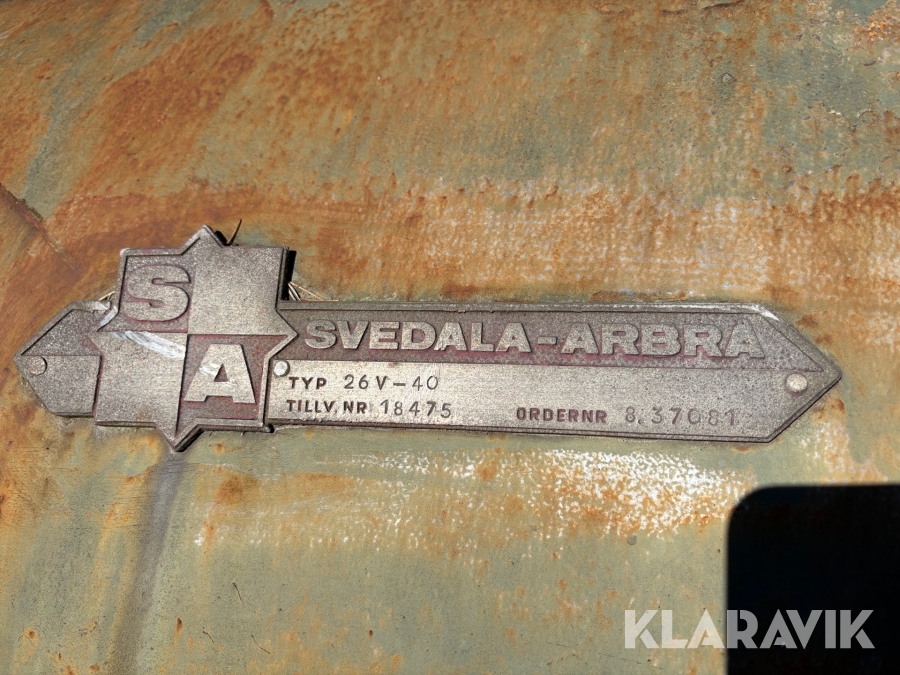 S
A
SVEDALA-ARBRA
TYP 26V-40
TILLV.NR 18475 ORDERNR 8.37081
KLARAVIK